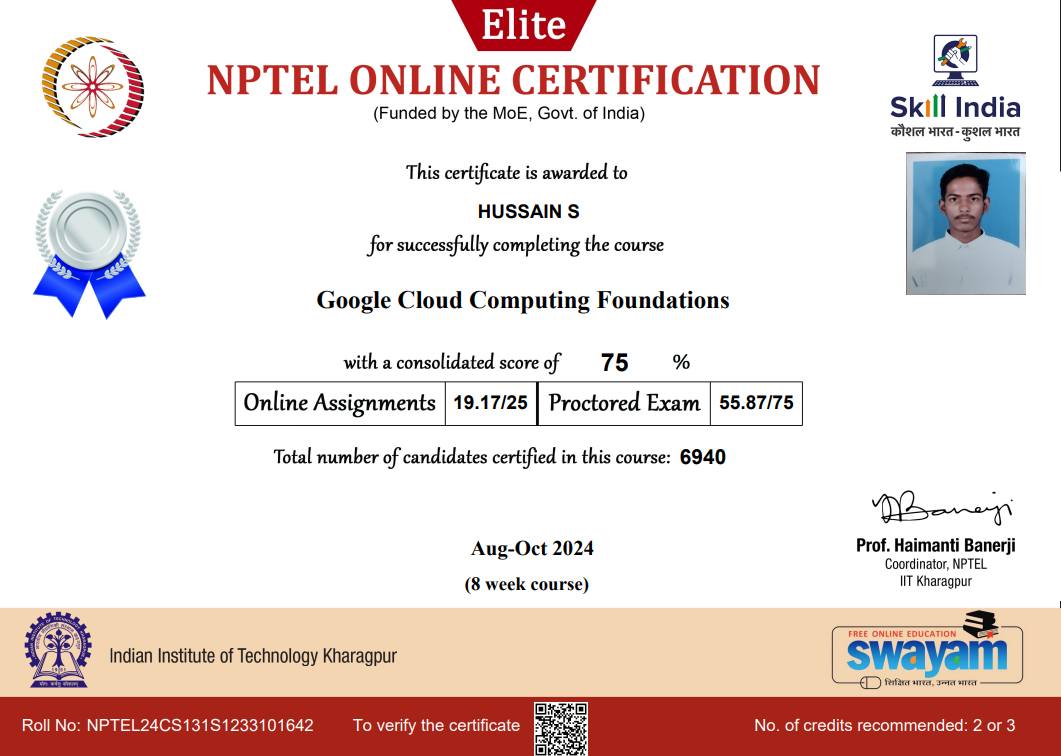 Elite
NPTEL ONLINE CERTIFICATION
(Funded by the MoE, Govt. of India)
Skill India
कौशल भारत - कुशल भारत
This certificate is awarded to
HUSSAIN S
for successfully completing the course
Google Cloud Computing Foundations
with a consolidated score of 75 %
Online Assignments 19.17/25 Proctored Exam 55.87/75
Total number of candidates certified in this course: 6940
Banerji
Aug-Oct 2024
(8 week course)
Prof. Haimanti Banerji
Coordinator, NPTEL
IIT Kharagpur
Indian Institute of Technology Kharagpur
FREE ONLINE EDUCATION
swayam
शिक्षित भारत, उन्नत भारत
Roll No: NPTEL24CS131S1233101642 To verify the certificate No. of credits recommended: 2 or 3